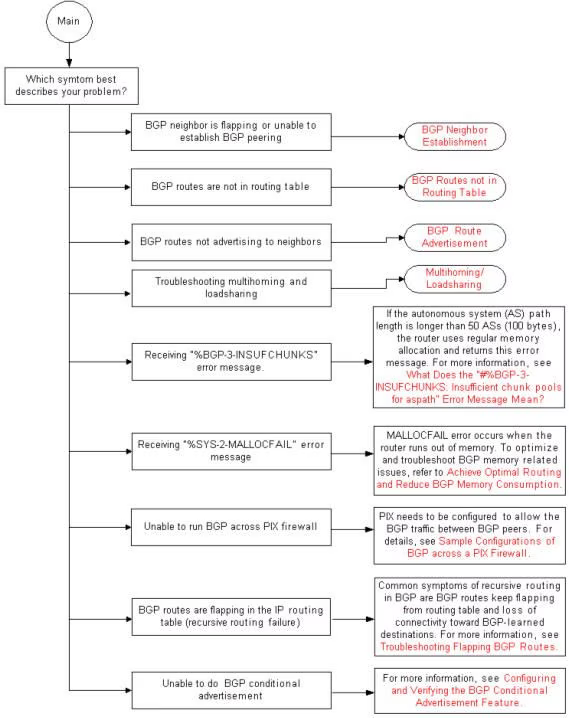 Main
Which symtom best
describes your problem?
BGP neighbor is flapping or unable to
establish BGP peering
BGP Neighbor
Establishment
BGP routes are not in routing table
BGP Routes not in
Routing Table
BGP routes not advertising to neighbors
BGP Route
Advertisement
Troubleshooting multihoming and
loadsharing
Multihoming/
Loadsharing
Receiving "%BGP-3-INSUFCHUNKS"
error message.
If the autonomous system (AS) path
length is longer than 50 ASs (100 bytes),
the router uses regular memory
allocation and returns this error
message. For more information, see
What Does the "#%BGP-3-
INSUFCHUNKS: Insufficient chunk pools
for aspath" Error Message Mean?
Receiving "%SYS-2-MALLOCFAIL" error
message
MALLOCFAIL error occurs when the
router runs out of memory. To optimize
and troubleshoot BGP memory related
issues, refer to Achieve Optimal Routing
and Reduce BGP Memory Consumption.
Unable to run BGP across PIX firewall
PIX needs to be configured to allow the
BGP traffic between BGP peers. For
details, see Sample Configurations of
BGP across a PIX Firewall.
BGP routes are flapping in the IP routing
table (recursive routing failure)
Common symptoms of recursive routing
in BGP are BGP routes keep flapping
from routing table and loss of
connectivity toward BGP-learned
destinations. For more information, see
Troubleshooting Flapping BGP Routes.
Unable to do BGP conditional
advertisement
For more information, see Configuring
and Verifying the BGP Conditional
Advertisement Feature.